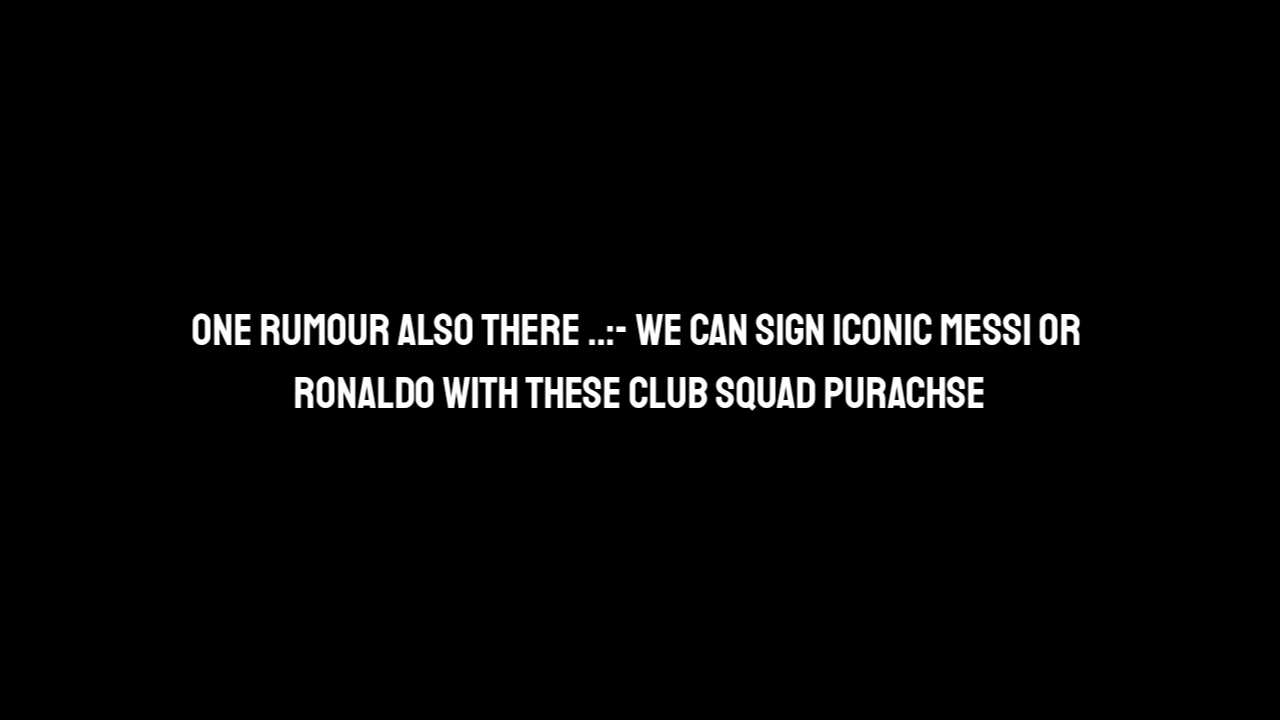 ONE RUMOUR ALSO THERE ..:- WE CAN SIGN ICONIC MESSI OR
RONALDO WITH THESE CLUB SQUAD PURACHSE